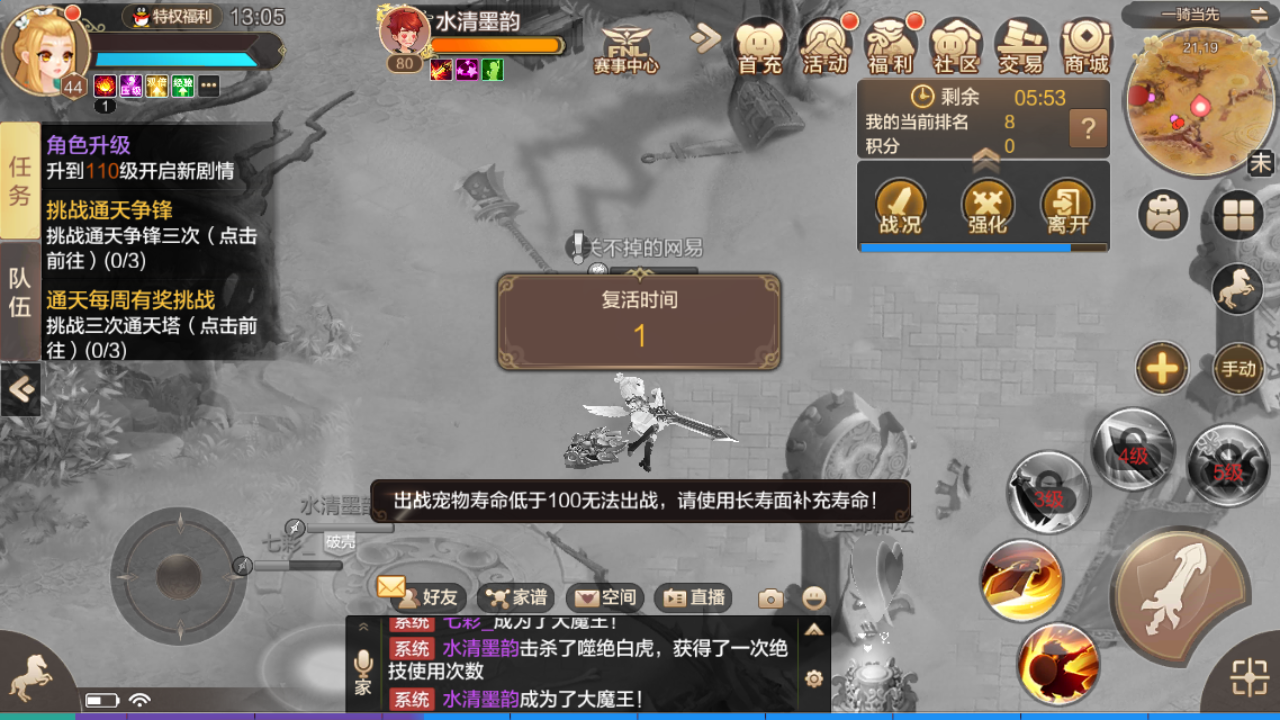 特权福利
13:05
44
压级
双倍
经验
1
水清墨韵
80
FNL
赛事中心
首充
活动
福利
社区
交易
商城
一骑当先
21,19
未
剩余 05:53
我的当前排名 8
积分 0
?
战况
强化
离开
任务
角色升级
升到110级开启新剧情
挑战通天争锋
挑战通天争锋三次（点击
前往）(0/3)
队伍
通天每周有奖挑战
挑战三次通天塔（点击前
往）(0/3)
关不掉的网易
复活时间
1
手动
4级
5级
3级
出战宠物寿命低于100无法出战，请使用长寿面补充寿命！
水清墨韵
七彩_
破壳
好友
家谱
空间
直播
系统 七彩_成为了大魔王！
系统 水清墨韵击杀了噬绝白虎，获得了一次绝
技使用次数
家
系统 水清墨韵成为了大魔王！